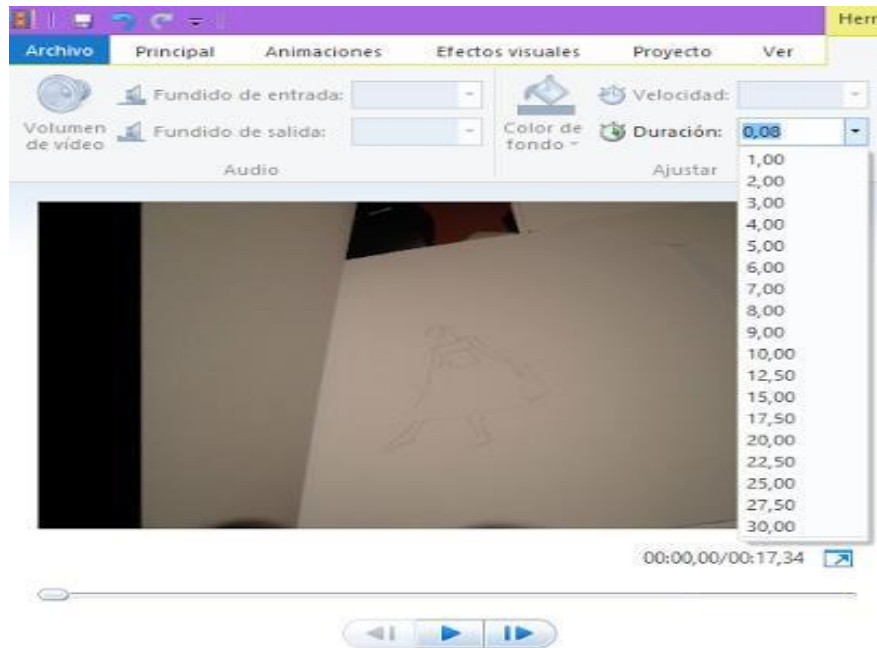 Herr
Archivo Principal Animaciones Efectos visuales Proyecto Ver
Volumen de vídeo
Fundido de entrada:
Fundido de salida:
Audio
Color de fondo
Velocidad:
Duración: 0,08
Ajustar
1,00
2,00
3,00
4,00
5,00
6,00
7,00
8,00
9,00
10,00
12,50
15,00
17,50
20,00
22,50
25,00
27,50
30,00
00:00,00/00:17,34